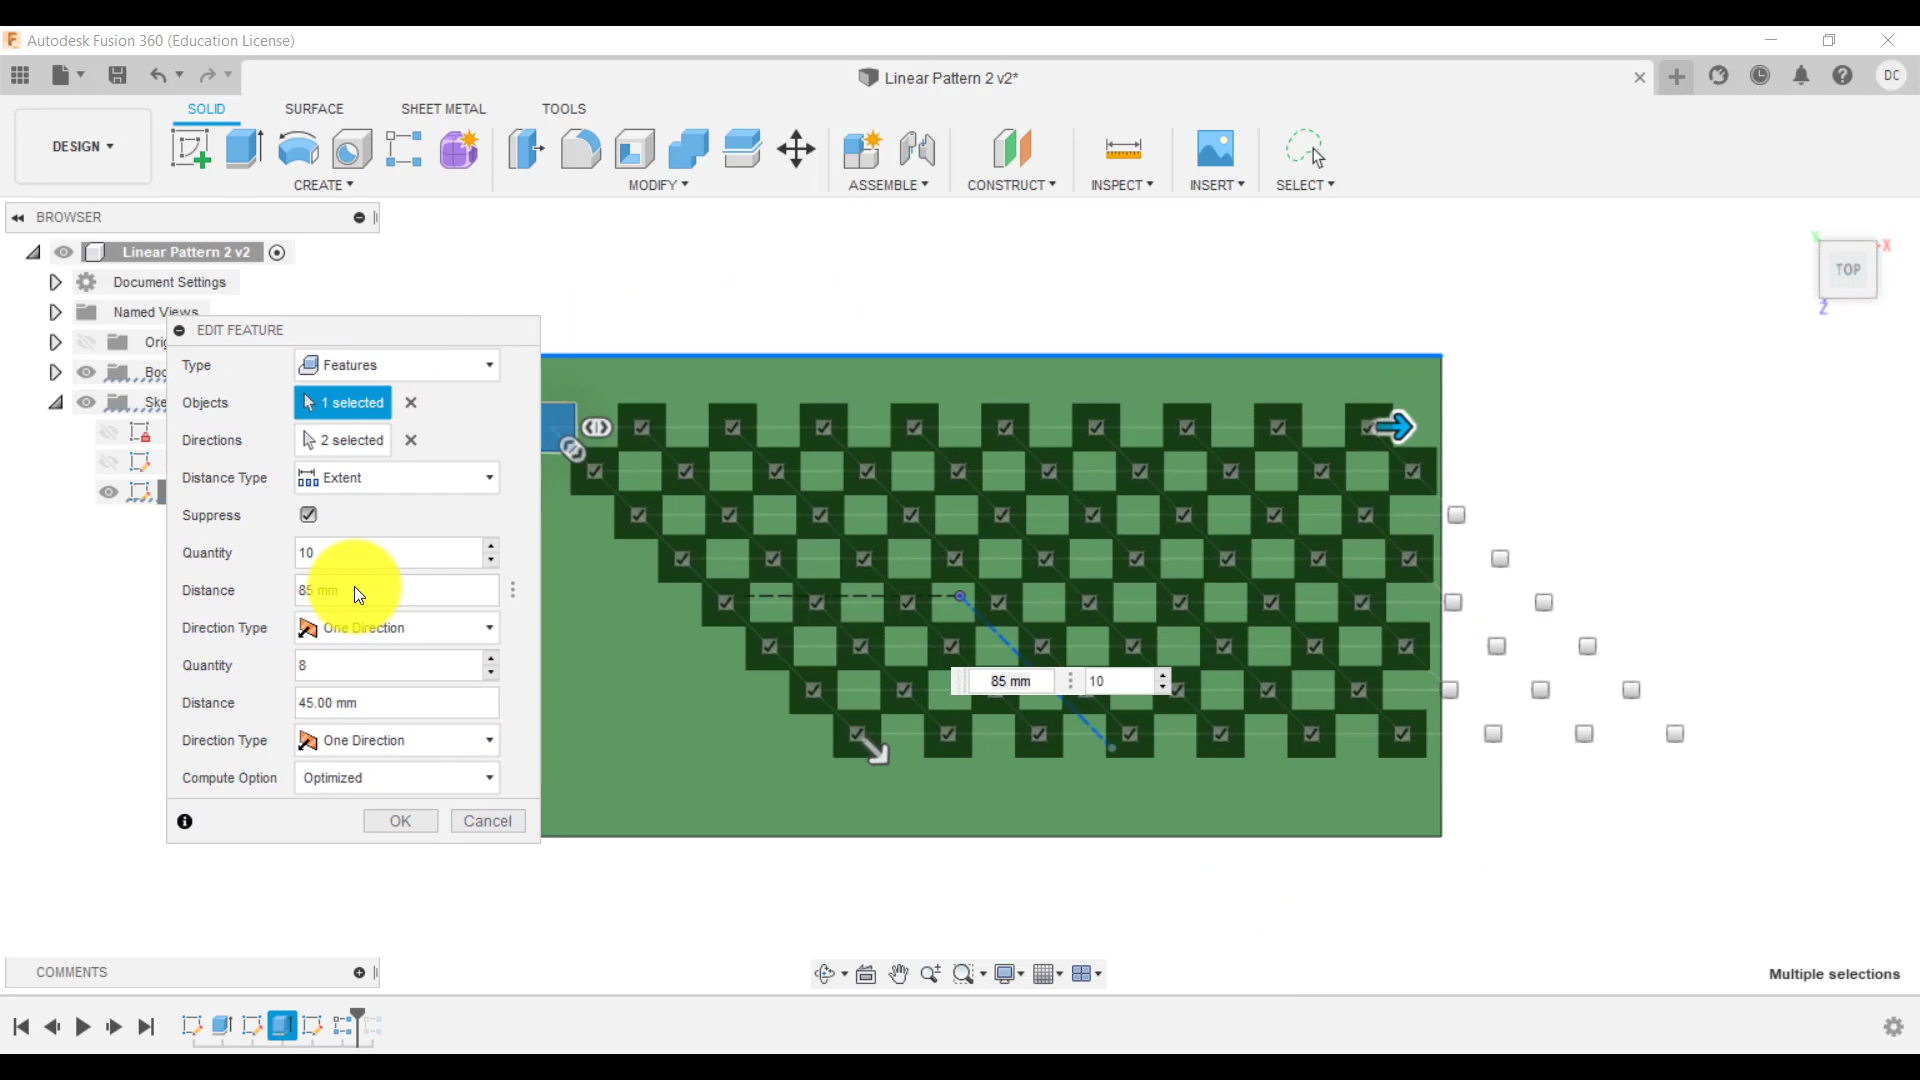 Autodesk Fusion 360 (Education License)
Linear Pattern 2 v2*
DC
DESIGN
SOLID
SURFACE
SHEET METAL
TOOLS
CREATE
MODIFY
ASSEMBLE
CONSTRUCT
INSPECT
INSERT
SELECT
BROWSER
Linear Pattern 2 v2
Document Settings
Named Views
Orig
Boc
Ske
TOP
X
Y
Z
EDIT FEATURE
Type
Features
Objects
1 selected
Directions
2 selected
Distance Type
Extent
Suppress
Quantity
10
Distance
85 mm
Direction Type
One Direction
Quantity
8
Distance
45.00 mm
Direction Type
One Direction
Compute Option
Optimized
OK
Cancel
85 mm
10
COMMENTS
Multiple selections